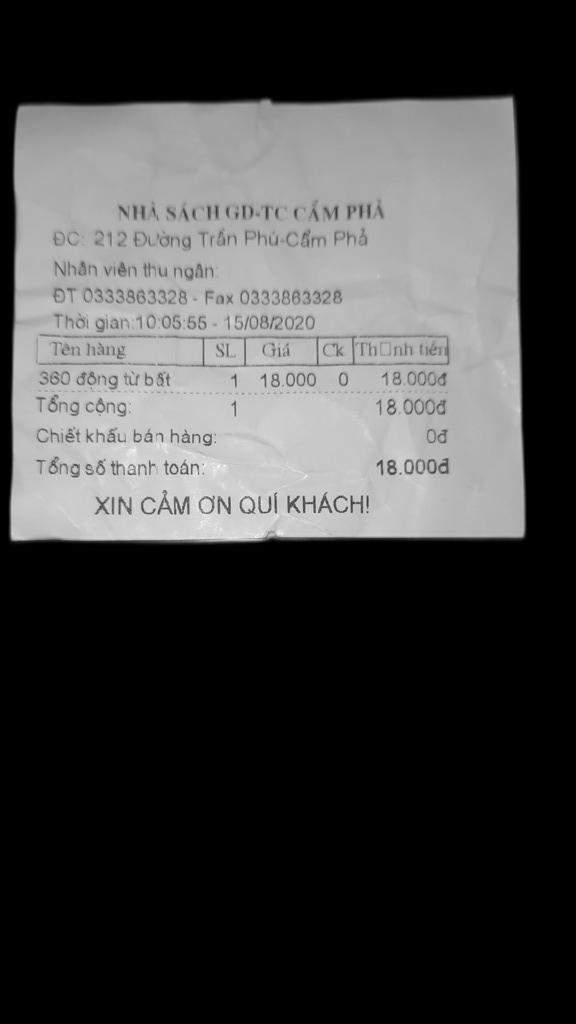 NHÀ SÁCH GD-TC CẨM PHẢ
ĐC: 212 Đường Trần Phú-Cẩm Phả
Nhân viên thu ngân:
ĐT 0333863328 - Fax 0333863328
Thời gian:10:05:55 - 15/08/2020
Tên hàng SL Giá Ck Th□nh tiền
360 động từ bất 1 18.000 0 18.000đ
Tổng cộng: 1 18.000đ
Chiết khấu bán hàng: 0đ
Tổng số thanh toán: 18.000đ
XIN CẢM ƠN QUÍ KHÁCH!